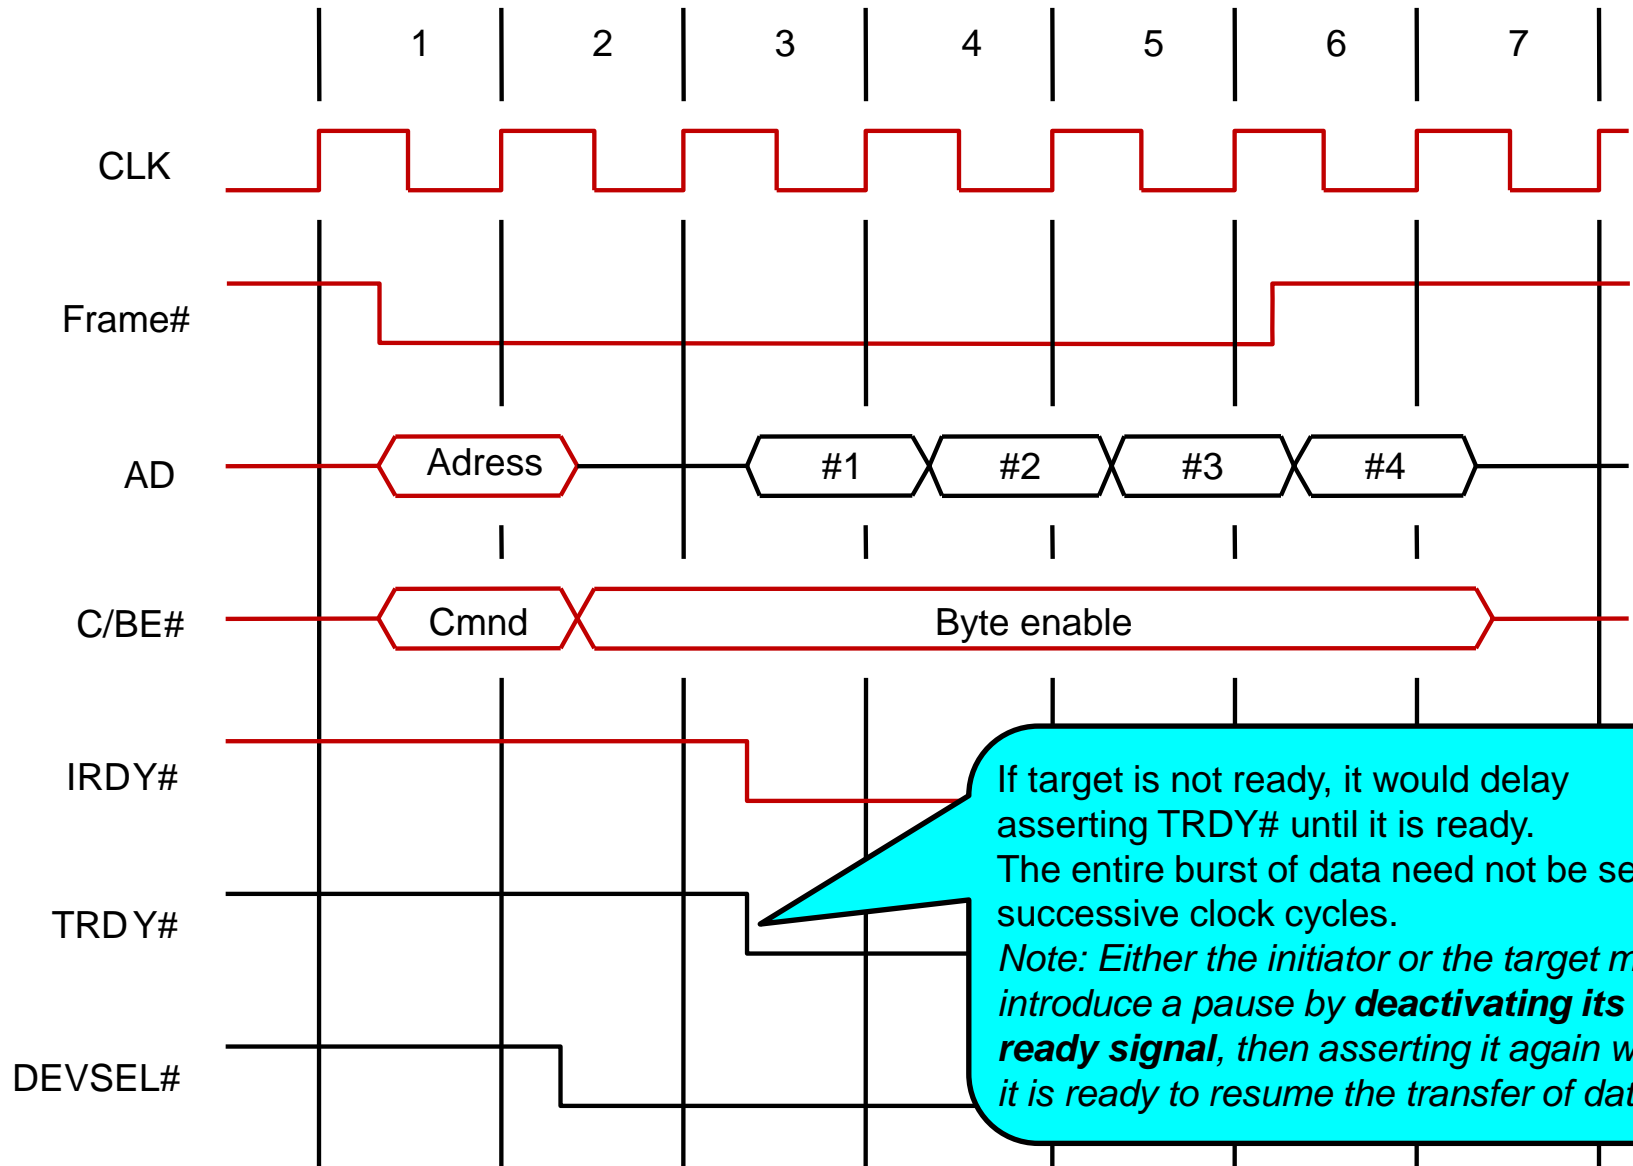 1 2 3 4 5 6 7
CLK
Frame#
Adress #1 #2 #3 #4
AD
Cmnd Byte enable
C/BE#
IRDY#
If target is not ready, it would delay
asserting TRDY# until it is ready.
The entire burst of data need not be se
successive clock cycles.
TRDY#
Note: Either the initiator or the target m
introduce a pause by deactivating its
ready signal, then asserting it again w
DEVSEL#
it is ready to resume the transfer of dat